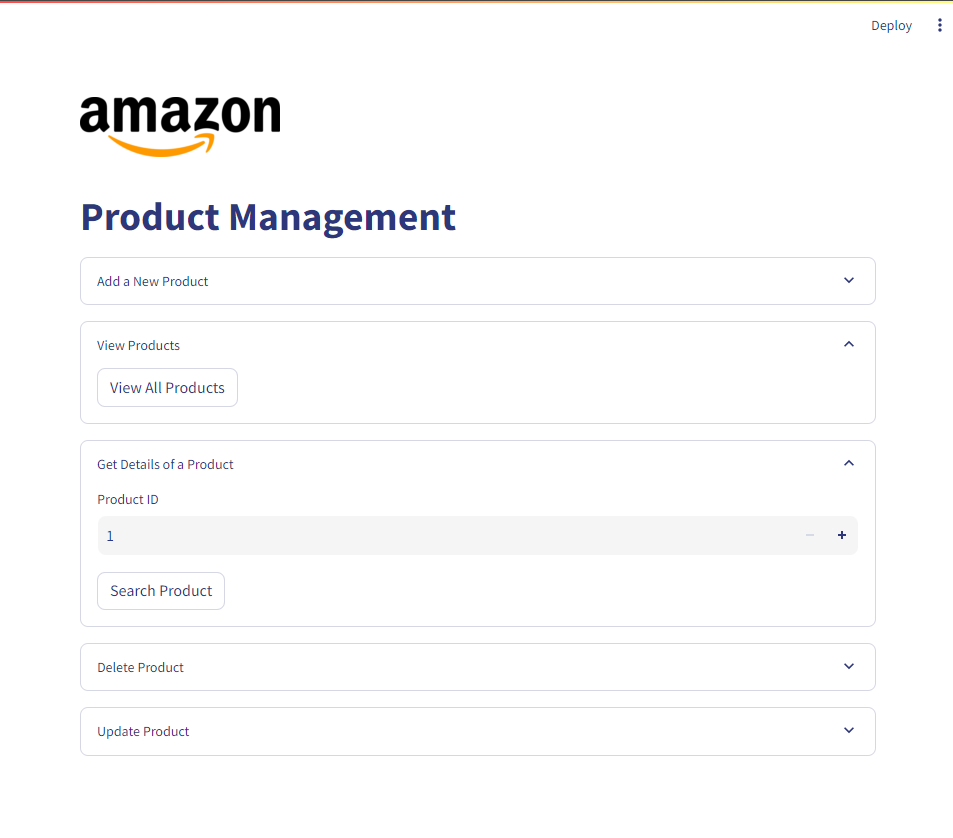 Deploy
amazon
Product Management
Add a New Product
View Products
View All Products
Get Details of a Product
Product ID
1
Search Product
Delete Product
Update Product